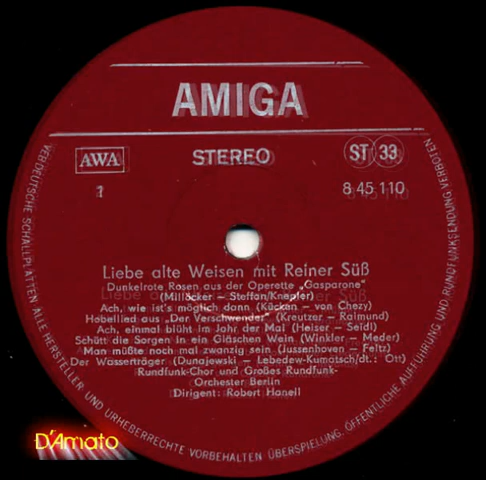 AMIGA
AWA
STEREO
ST 33
8 45 110
Liebe alte Weisen mit Reiner Süß
Dunkelrote Rosen aus der Operette „Gasparone"
(Millöcker – Steffan/Knepler)
Ach, wie ist's möglich dann (Kücken – von Chezy)
Hobellied aus „Der Verschwender" (Kreutzer – Raimund)
Ach, einmal blüht im Jahr der Mai (Heiser – Seidl)
Schütt die Sorgen in ein Gläschen Wein (Winkler – Meder)
Man müßte noch mal zwanzig sein (Jussenhoven – Feltz)
Der Wasserträger (Dunajewski – Lebedew-Kumatsch/dt.: Ott)
Rundfunk-Chor und Großes Rundfunk-
Orchester Berlin
Dirigent: Robert Hanell
VEB DEUTSCHE SCHALLPLATTEN · ALLE HERSTELLER- UND URHEBERRECHTE VORBEHALTEN
ÜBERSPIELUNG, ÖFFENTLICHE AUFFÜHRUNG UND RUNDFUNKSENDUNG VERBOTEN
D'Amato